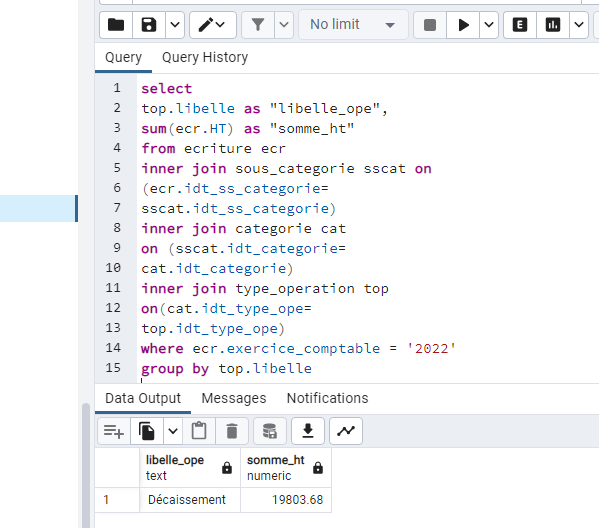 No limit
E
Query Query History
1 select
2 top.libelle as "libelle_ope",
3 sum(ecr.HT) as "somme_ht"
4 from ecriture ecr
5 inner join sous_categorie sscat on
6 (ecr.idt_ss_categorie=
7 sscat.idt_ss_categorie)
8 inner join categorie cat
9 on (sscat.idt_categorie=
10 cat.idt_categorie)
11 inner join type_operation top
12 on(cat.idt_type_ope=
13 top.idt_type_ope)
14 where ecr.exercice_comptable = '2022'
15 group by top.libelle
Data Output Messages Notifications
libelle_ope somme_ht
text numeric
1 Décaissement 19803.68